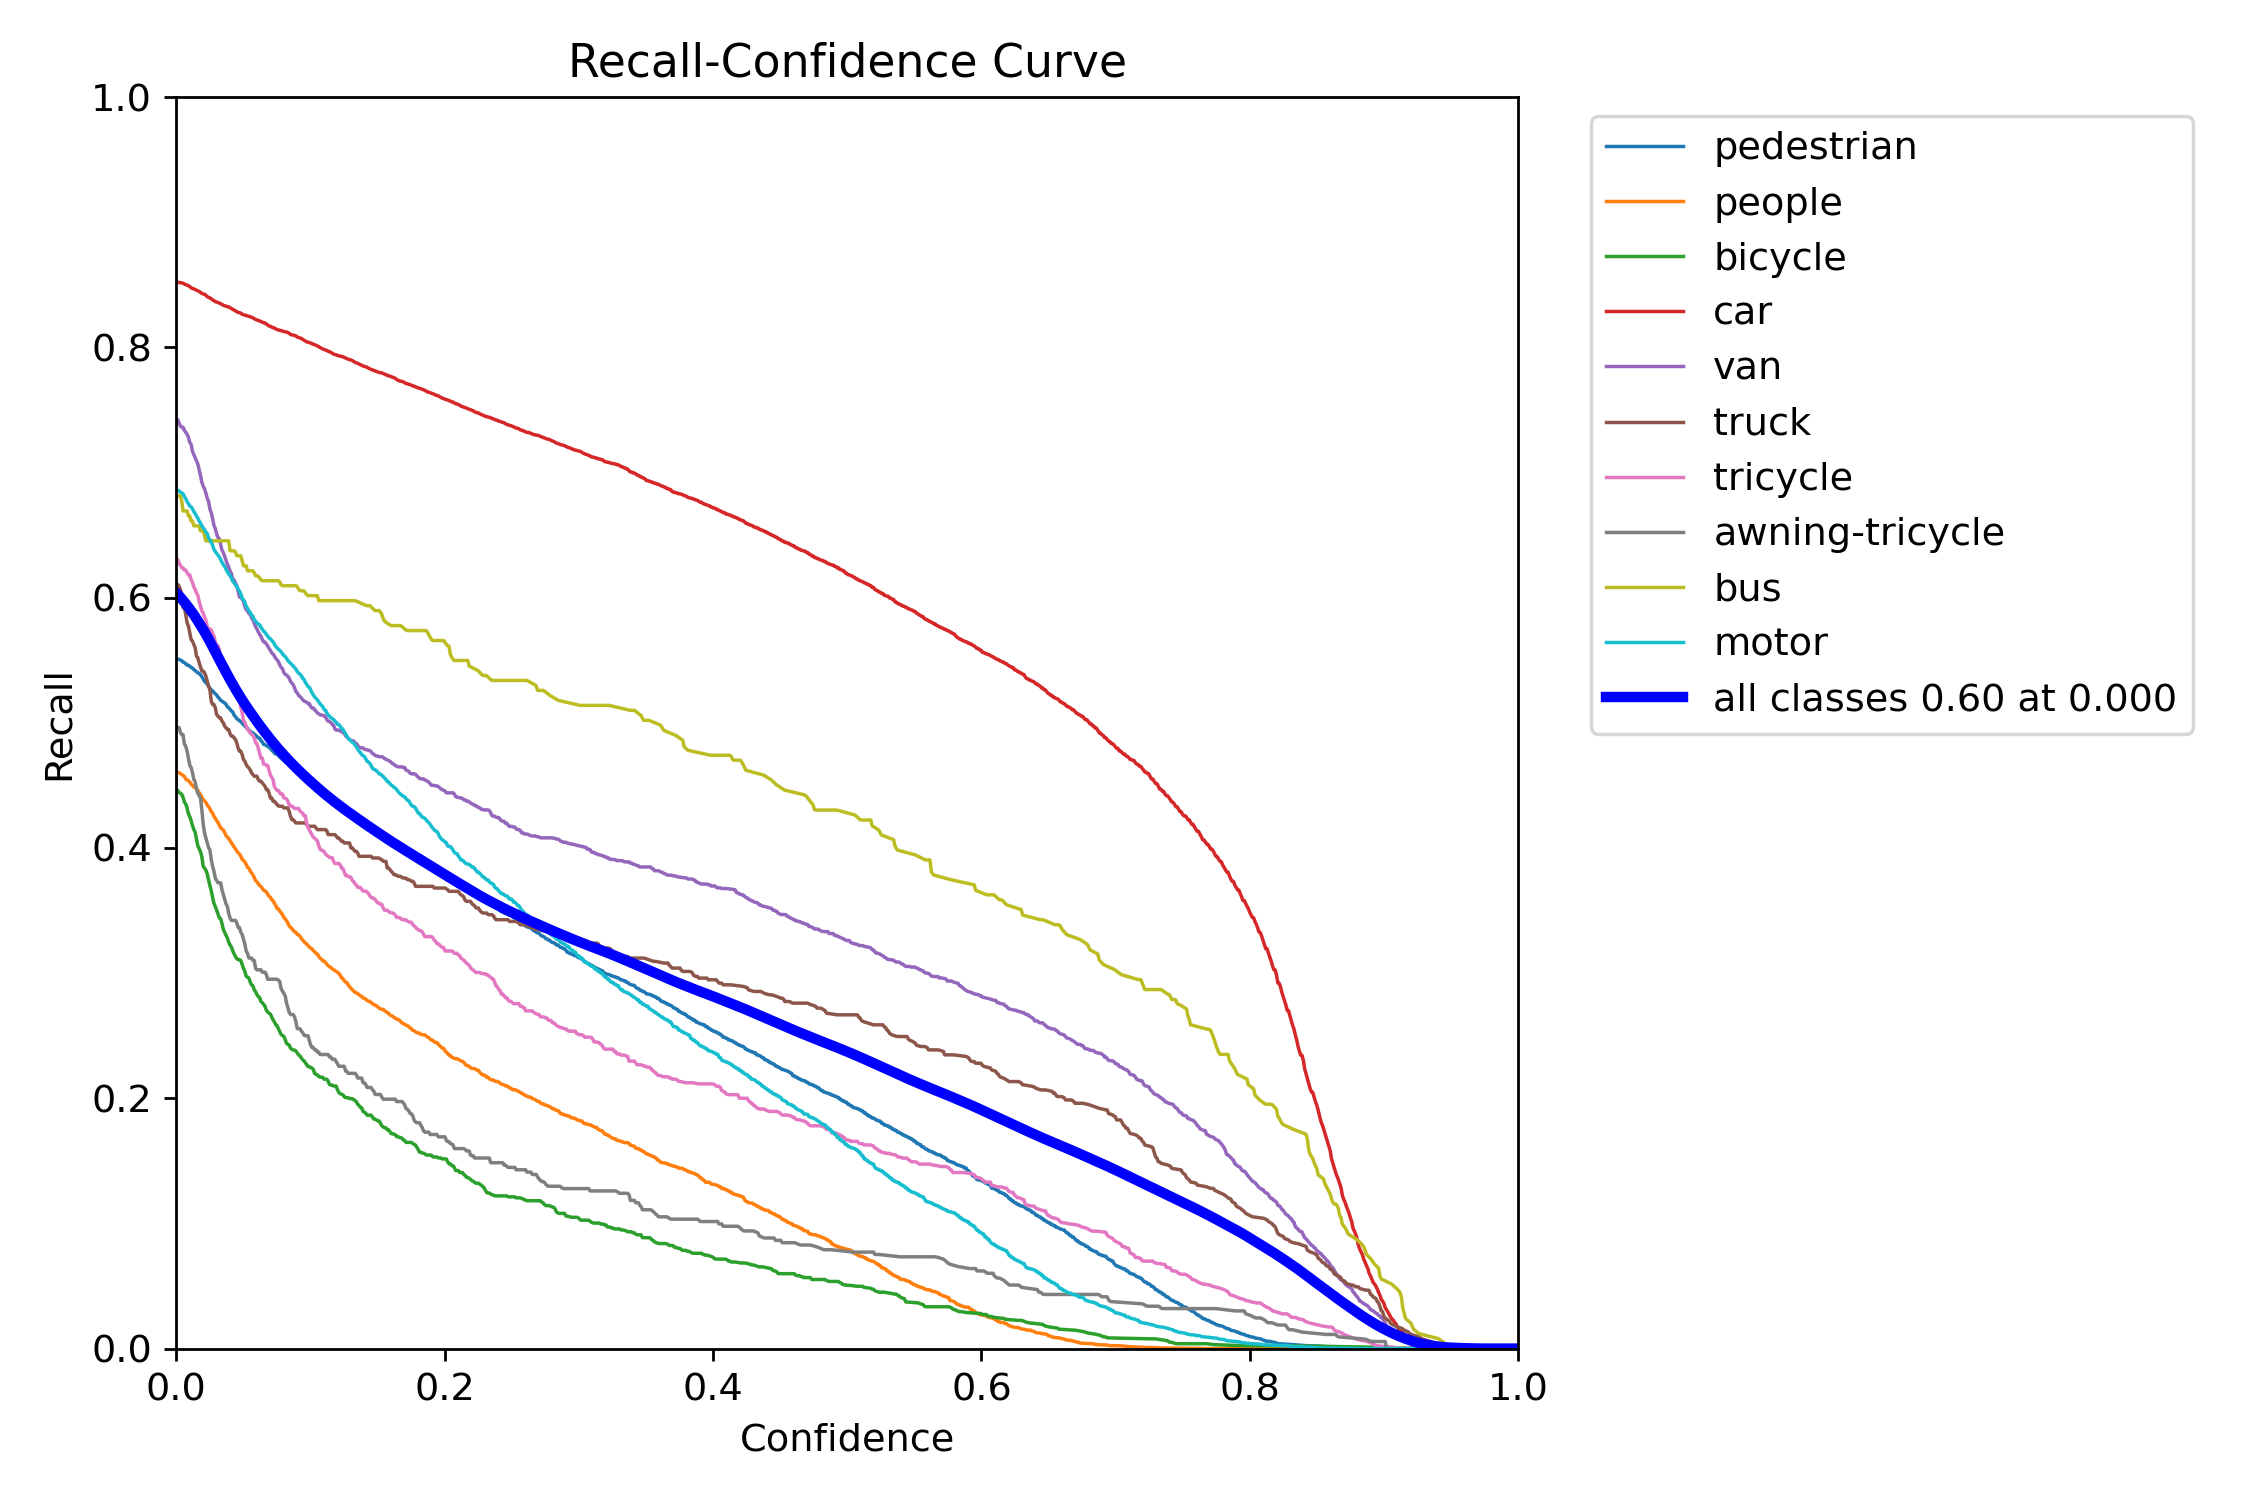 Recall-Confidence Curve
1.0
0.8
0.6
0.4
0.2
0.0
Recall
0.0 0.2 0.4 0.6 0.8 1.0
Confidence
pedestrian
people
bicycle
car
van
truck
tricycle
awning-tricycle
bus
motor
all classes 0.60 at 0.000